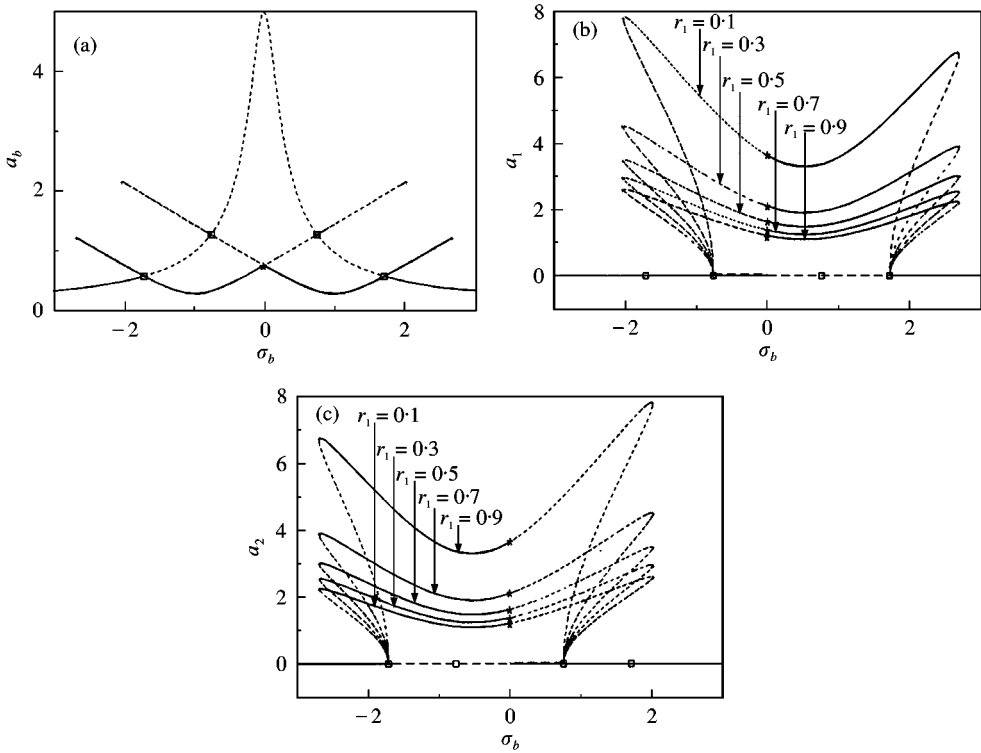 (a)
4
2
0
−2
0
2
a_b
σ_b
(b)
8
6
4
2
0
−2
0
2
a_1
σ_b
r_1 = 0·1
r_1 = 0·3
r_1 = 0·5
r_1 = 0·7
r_1 = 0·9
(c)
8
6
4
2
0
−2
0
2
a_2
σ_b
r_1 = 0·1
r_1 = 0·3
r_1 = 0·5
r_1 = 0·7
r_1 = 0·9